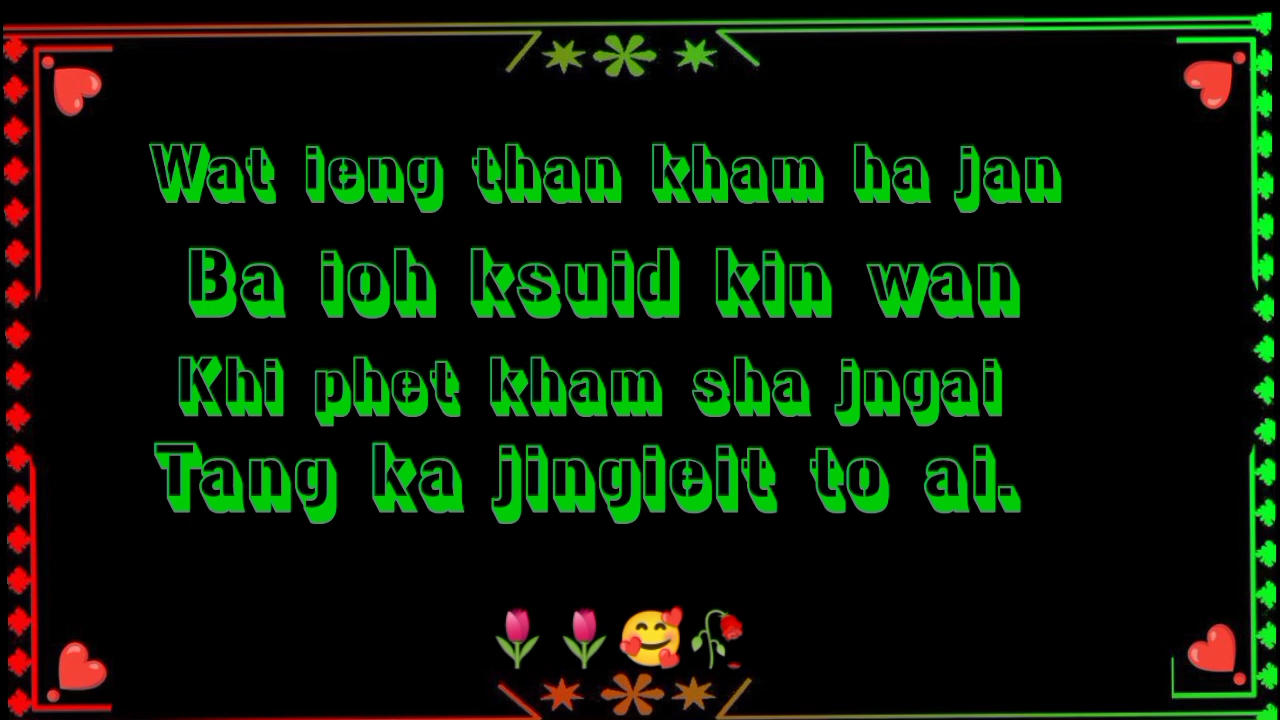 Wat ieng than kham ha jan
Ba ioh ksuid kin wan
Khi phet kham sha jngai
Tang ka jingieit to ai.